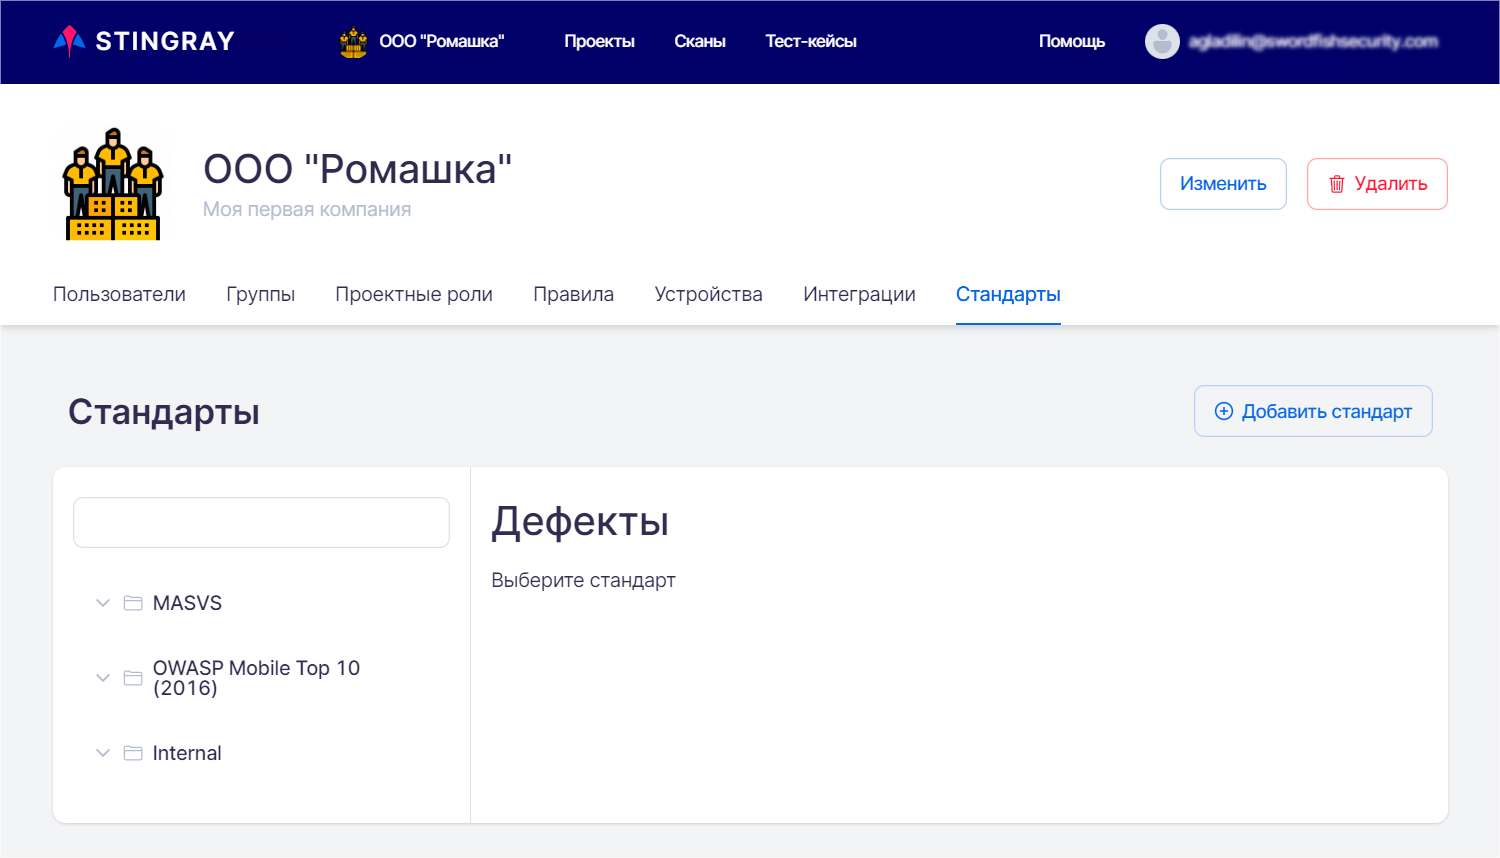 STINGRAY
ООО "Ромашка"
Проекты
Сканы
Тест-кейсы
Помощь
ООО "Ромашка"
Моя первая компания
Изменить
Удалить
Пользователи
Группы
Проектные роли
Правила
Устройства
Интеграции
Стандарты
Стандарты
Добавить стандарт
MASVS
OWASP Mobile Top 10
(2016)
Internal
Дефекты
Выберите стандарт